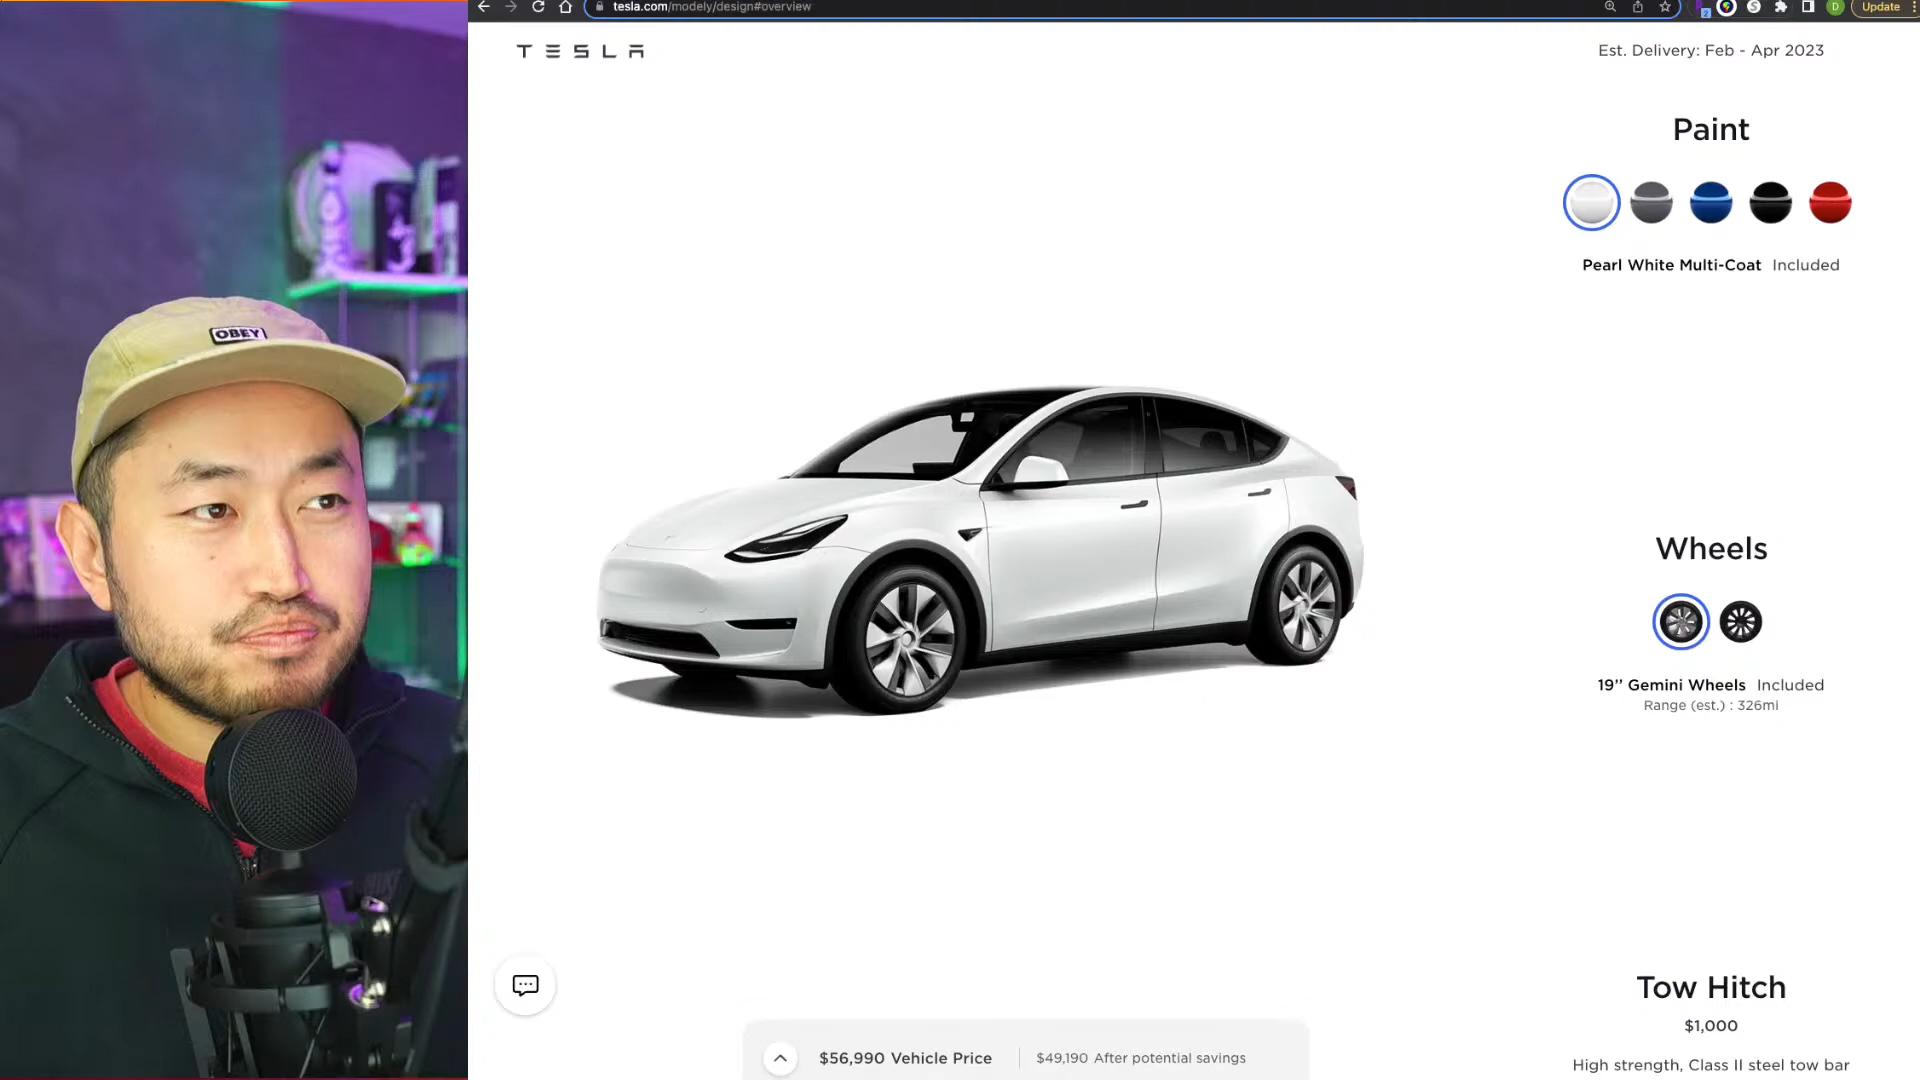 tesla.com/modely/design#overview
Update
TESLA
Est. Delivery: Feb - Apr 2023
Paint
Pearl White Multi-Coat Included
OBEY
Wheels
19’’ Gemini Wheels Included
Range (est.) : 326mi
Tow Hitch
$1,000
High strength, Class II steel tow bar
$56,990 Vehicle Price
$49,190 After potential savings